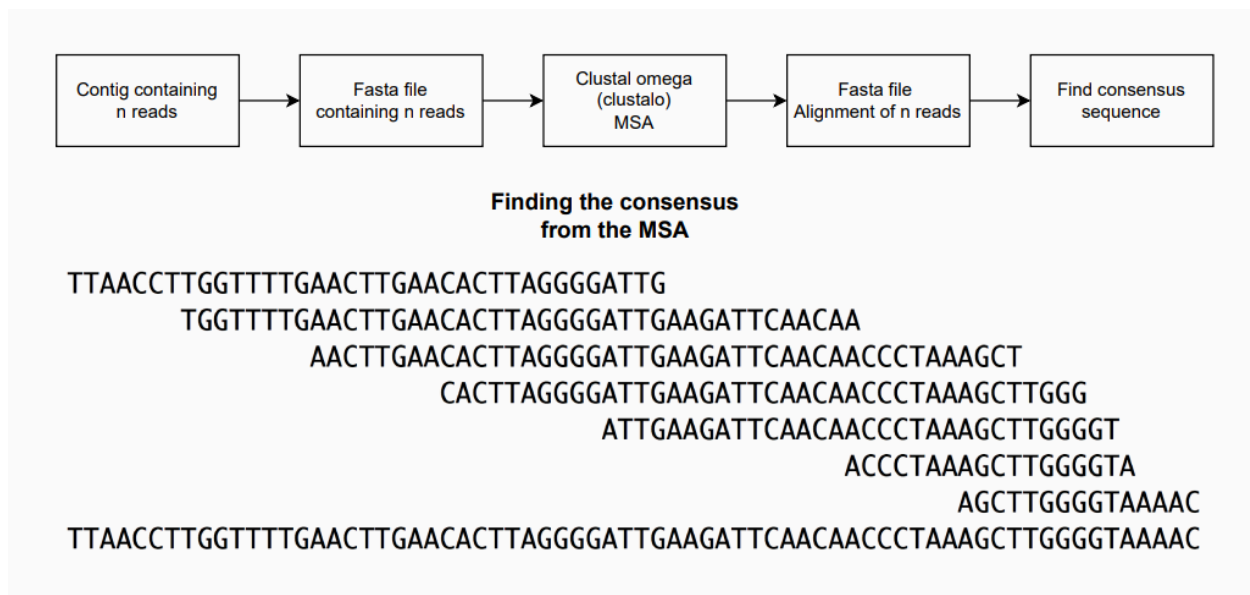 Contig containing
n reads
Fasta file
containing n reads
Clustal omega
(clustalo)
MSA
Fasta file
Alignment of n reads
Find consensus
sequence
Finding the consensus
from the MSA
TTAACCTTGGTTTTGAACTTGAACACTTAGGGGATTG
TGGTTTTGAACTTGAACACTTAGGGGATTGAAGATTCAACAA
AACTTGAACACTTAGGGGATTGAAGATTCAACAACCCTAAAGCT
CACTTAGGGGATTGAAGATTCAACAACCCTAAAGCTTGGG
ATTGAAGATTCAACAACCCTAAAGCTTGGGGT
ACCCTAAAGCTTGGGGTA
AGCTTGGGGTAAAAC
TTAACCTTGGTTTTGAACTTGAACACTTAGGGGATTGAAGATTCAACAACCCTAAAGCTTGGGGTAAAAC